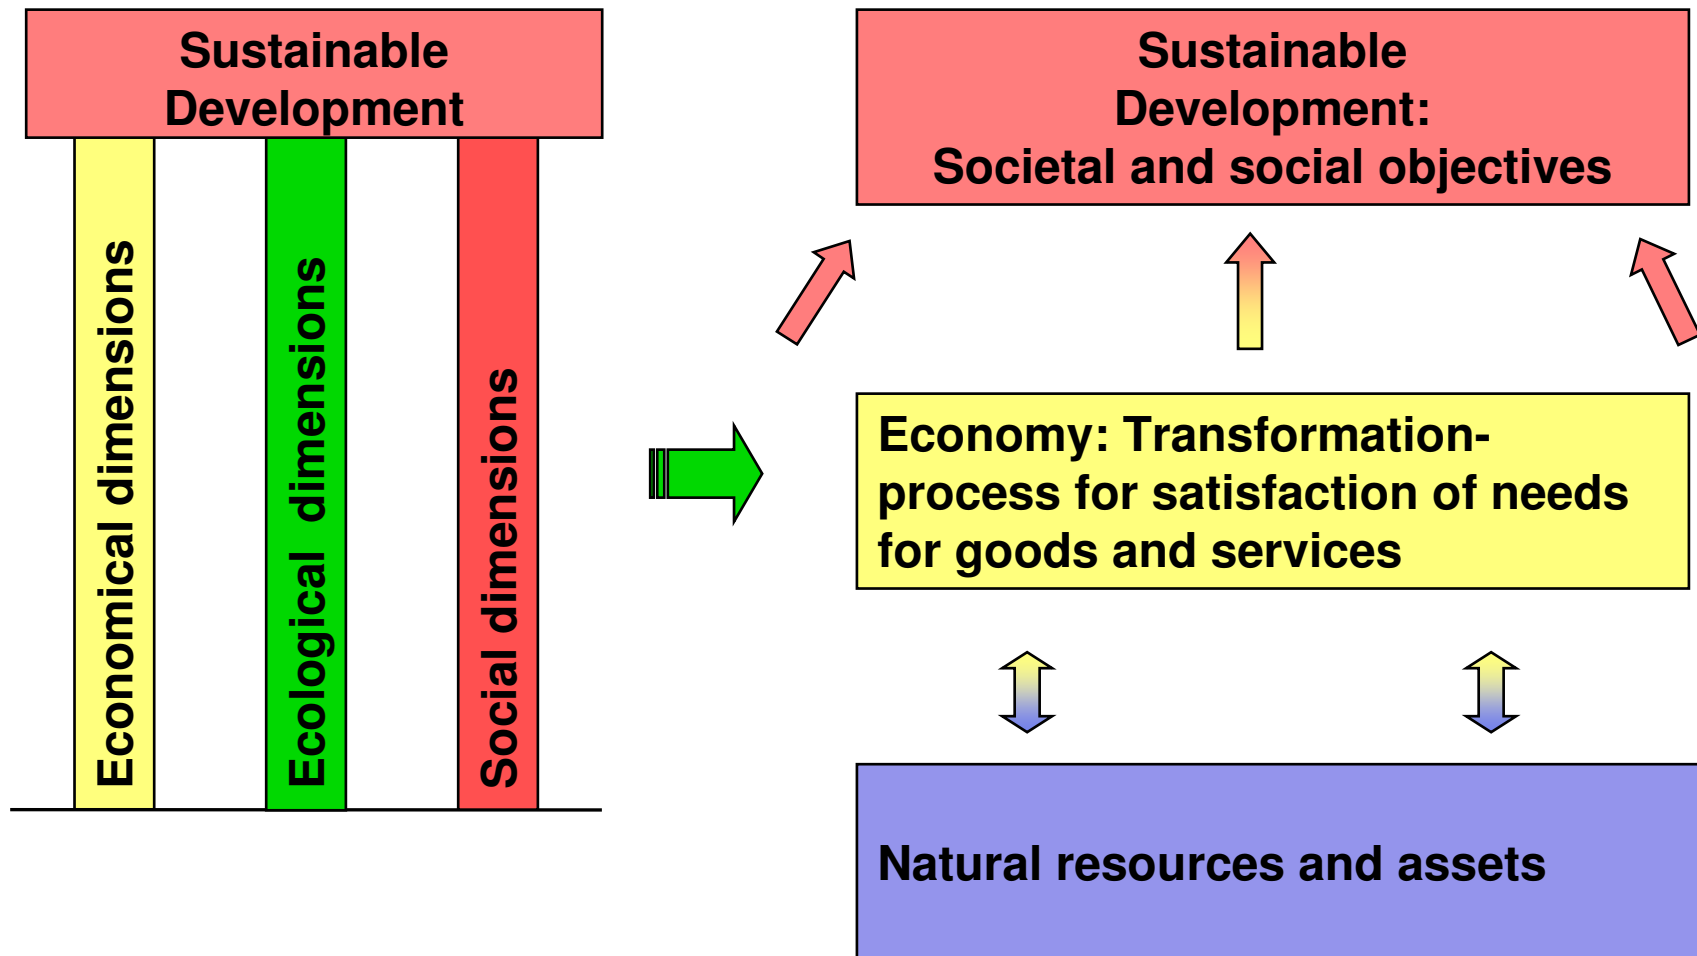 Sustainable
Development
Economical dimensions
Ecological dimensions
Social dimensions
Sustainable
Development:
Societal and social objectives
Economy: Transformation-
process for satisfaction of needs
for goods and services
Natural resources and assets